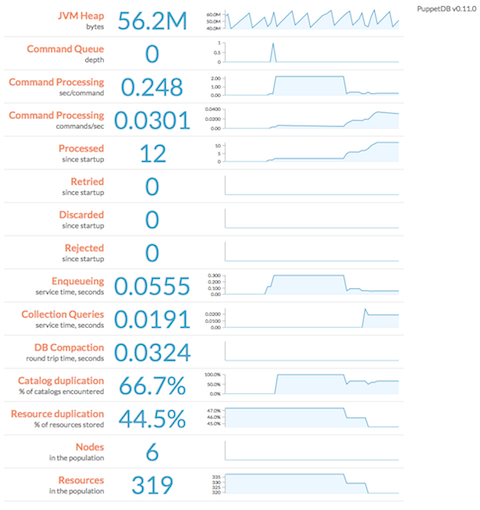 PuppetDB v0.11.0
JVM Heap
bytes
56.2M
60.0M
50.0M
40.0M
Command Queue
depth
0
1
0
Command Processing
sec/command
0.248
2.00
1.00
0.00
Command Processing
commands/sec
0.0301
0.0400
0.0200
0.00
Processed
since startup
12
10
5
0
Retried
since startup
0
Discarded
since startup
0
Rejected
since startup
0
Enqueueing
service time, seconds
0.0555
0.300
0.200
0.100
0.00
Collection Queries
service time, seconds
0.0191
0.0200
0.0100
0.00
DB Compaction
round trip time, seconds
0.0324
Catalog duplication
% of catalogs encountered
66.7%
100.0%
50.0%
0.0%
Resource duplication
% of resources stored
44.5%
47.0%
46.0%
45.0%
Nodes
in the population
6
Resources
in the population
319
335
330
325
320